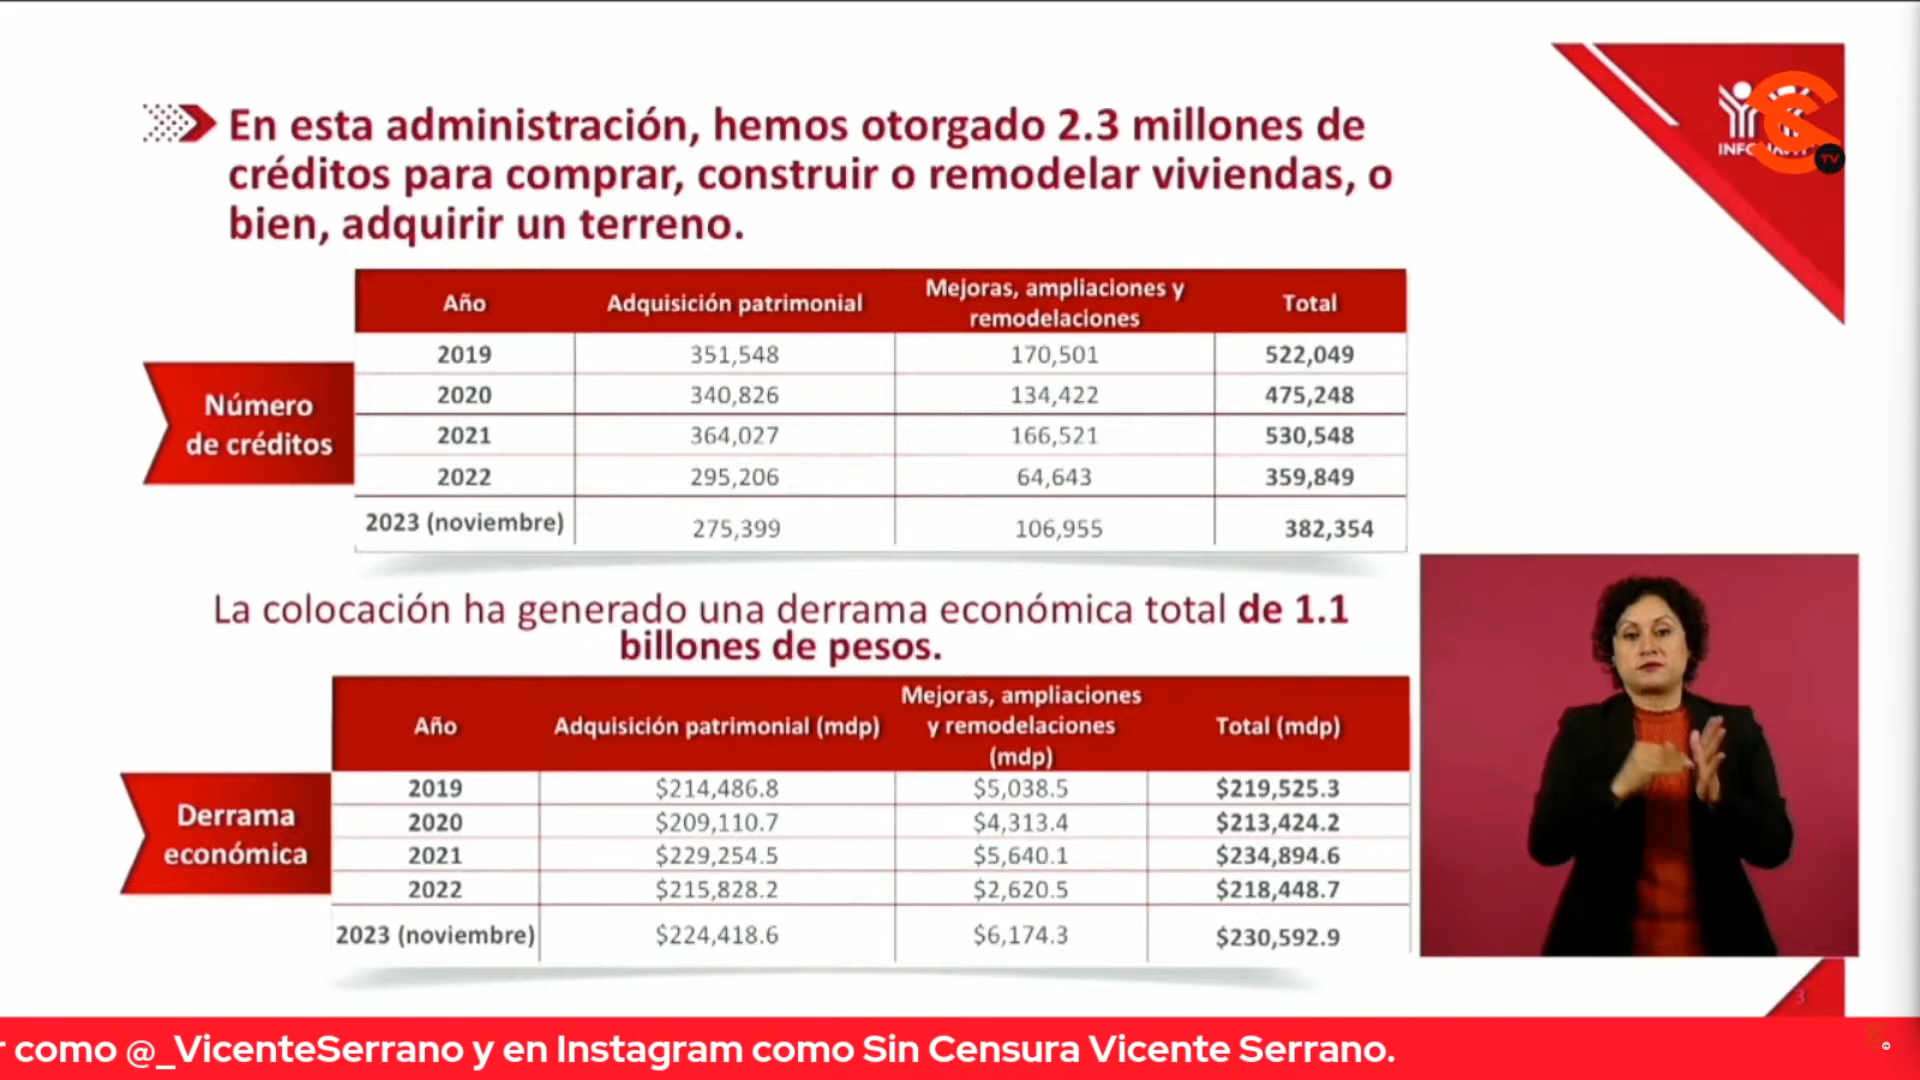 En esta administración, hemos otorgado 2.3 millones de
créditos para comprar, construir o remodelar viviendas, o
bien, adquirir un terreno.
TV
Número
de créditos
Año Adquisición patrimonial Mejoras, ampliaciones y remodelaciones Total
2019 351,548 170,501 522,049
2020 340,826 134,422 475,248
2021 364,027 166,521 530,548
2022 295,206 64,643 359,849
2023 (noviembre) 275,399 106,955 382,354
La colocación ha generado una derrama económica total de 1.1
billones de pesos.
Derrama
económica
Año Adquisición patrimonial (mdp) Mejoras, ampliaciones y remodelaciones (mdp) Total (mdp)
2019 $214,486.8 $5,038.5 $219,525.3
2020 $209,110.7 $4,313.4 $213,424.2
2021 $229,254.5 $5,640.1 $234,894.6
2022 $215,828.2 $2,620.5 $218,448.7
2023 (noviembre) $224,418.6 $6,174.3 $230,592.9
3
como @_VicenteSerrano y en Instagram como Sin Censura Vicente Serrano.